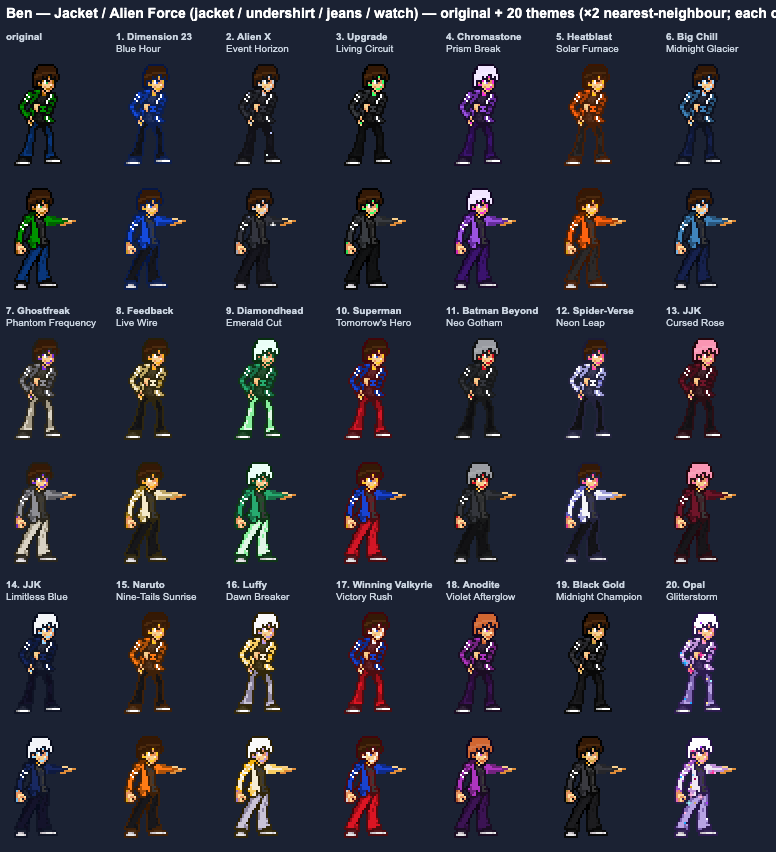 Ben — Jacket / Alien Force (jacket / undershirt / jeans / watch) — original + 20 themes (×2 nearest-neighbour; each
original
1. Dimension 23
Blue Hour
2. Alien X
Event Horizon
3. Upgrade
Living Circuit
4. Chromastone
Prism Break
5. Heatblast
Solar Furnace
6. Big Chill
Midnight Glacier
7. Ghostfreak
Phantom Frequency
8. Feedback
Live Wire
9. Diamondhead
Emerald Cut
10. Superman
Tomorrow's Hero
11. Batman Beyond
Neo Gotham
12. Spider-Verse
Neon Leap
13. JJK
Cursed Rose
14. JJK
Limitless Blue
15. Naruto
Nine-Tails Sunrise
16. Luffy
Dawn Breaker
17. Winning Valkyrie
Victory Rush
18. Anodite
Violet Afterglow
19. Black Gold
Midnight Champion
20. Opal
Glitterstorm